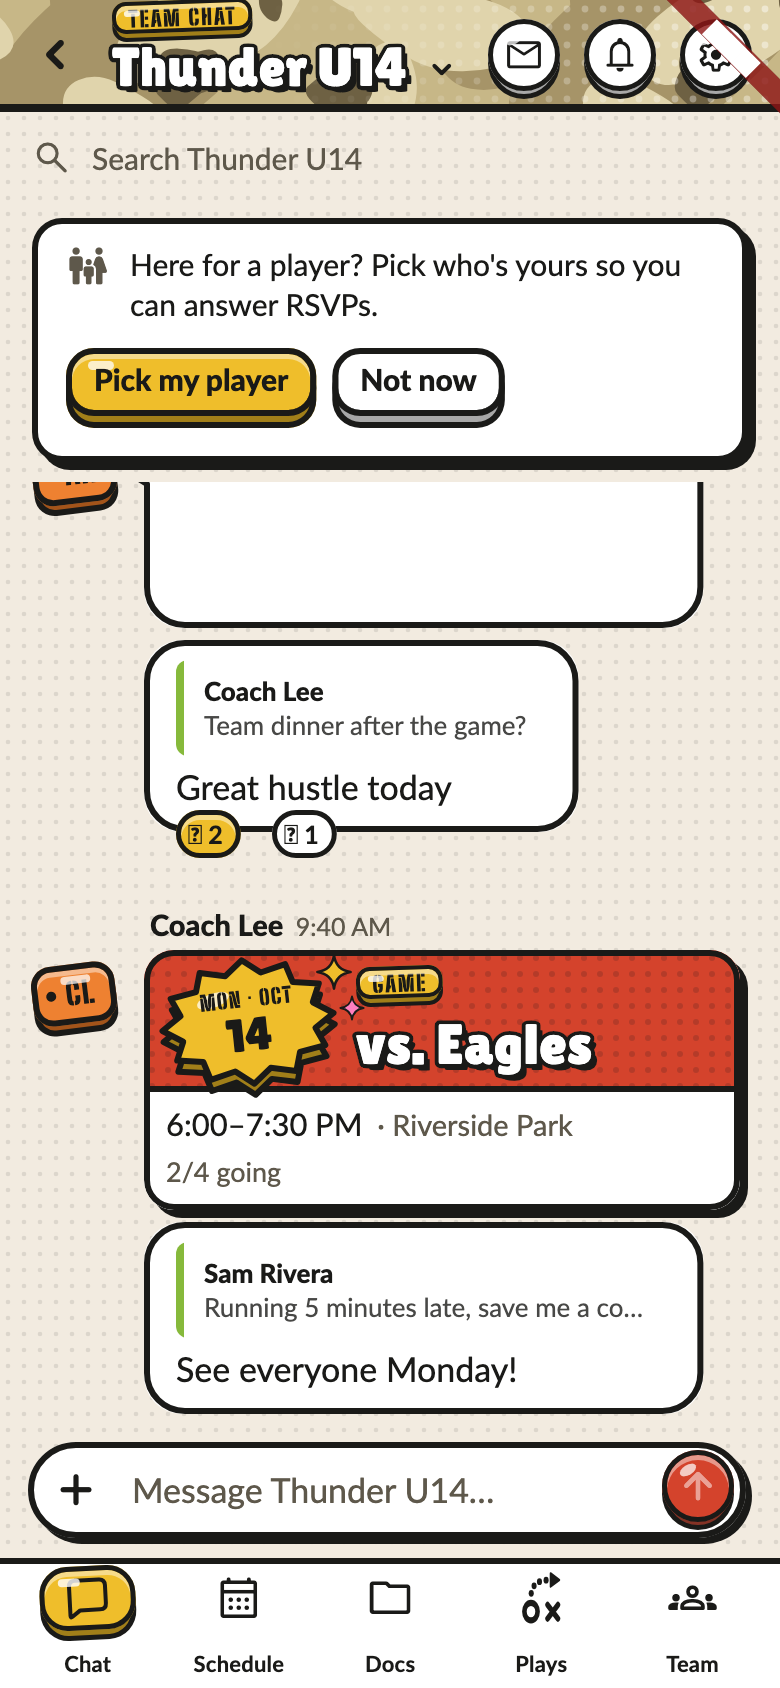 TEAM CHAT
Thunder U14
Search Thunder U14
Here for a player? Pick who's yours so you
can answer RSVPs.
Pick my player
Not now
Coach Lee
Team dinner after the game?
Great hustle today
2
1
Coach Lee 9:40 AM
CL
MON · OCT
14
GAME
vs. Eagles
6:00–7:30 PM · Riverside Park
2/4 going
Sam Rivera
Running 5 minutes late, save me a co...
See everyone Monday!
Message Thunder U14...
Chat
Schedule
Docs
Plays
Team